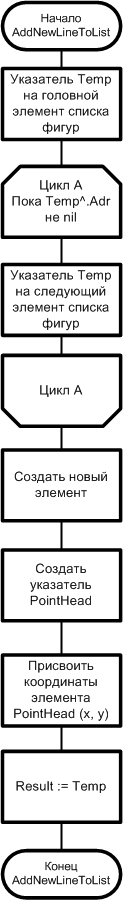 Начало
AddNewLineToList
Указатель Temp
на головной
элемент списка
фигур
Цикл А
Пока Temp^.Adr
не nil
Указатель Temp
на следующий
элемент списка
фигур
Цикл А
Создать новый
элемент
Создать
указатель
PointHead
Присвоить
координаты
элемента
PointHead (x, y)
Result := Temp
Конец
AddNewLineToList